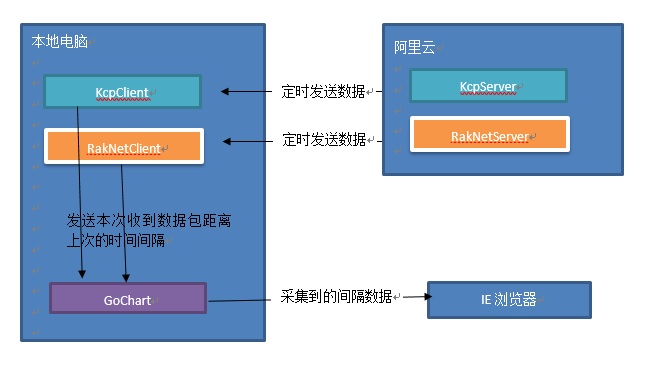 本地电脑
阿里云
KcpClient
定时发送数据
KcpServer
RakNetClient
定时发送数据
RakNetServer
发送本次收到数据包距离
上次的时间间隔
GoChart
采集到的间隔数据
IE 浏览器